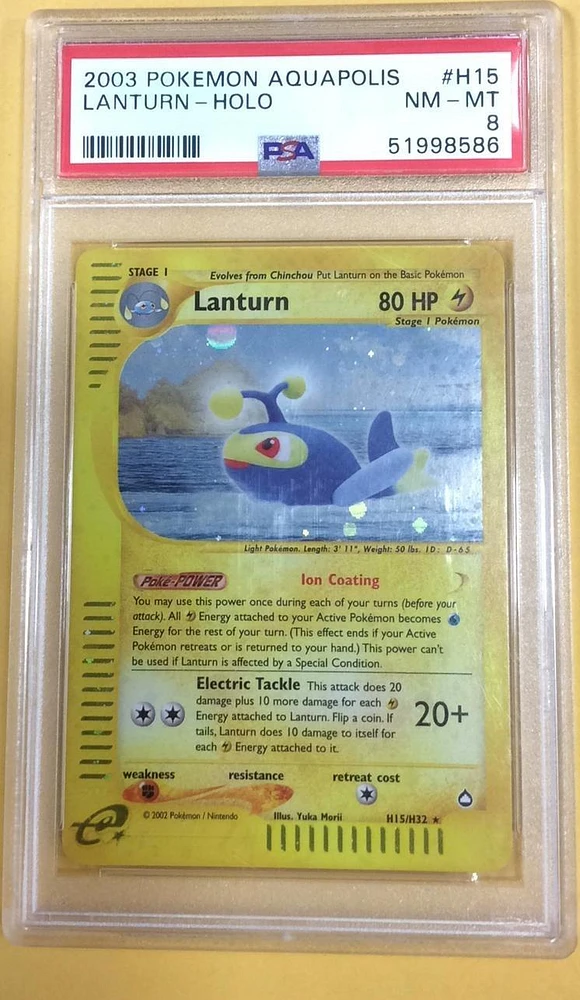 2003 POKEMON AQUAPOLIS #H15
LANTURN - HOLO NM - MT
8
PSA 51998586
STAGE 1 Evolves from Chinchou Put Lanturn on the Basic Pokémon
Lanturn 80 HP
Stage 1 Pokémon
Light Pokémon. Length: 3' 11", Weight: 50 lbs. ID: D-65
Poké-POWER Ion Coating
You may use this power once during each of your turns (before your
attack). All Energy attached to your Active Pokémon becomes
Energy for the rest of your turn. (This effect ends if your Active
Pokémon retreats or is returned to your hand.) This power can't
be used if Lanturn is affected by a Special Condition.
Electric Tackle This attack does 20
damage plus 10 more damage for each
Energy attached to Lanturn. Flip a coin. If
tails, Lanturn does 10 damage to itself for
each Energy attached to it.
20+
weakness resistance retreat cost
© 2002 Pokémon / Nintendo Illus. Yuka Morii H15/H32
e